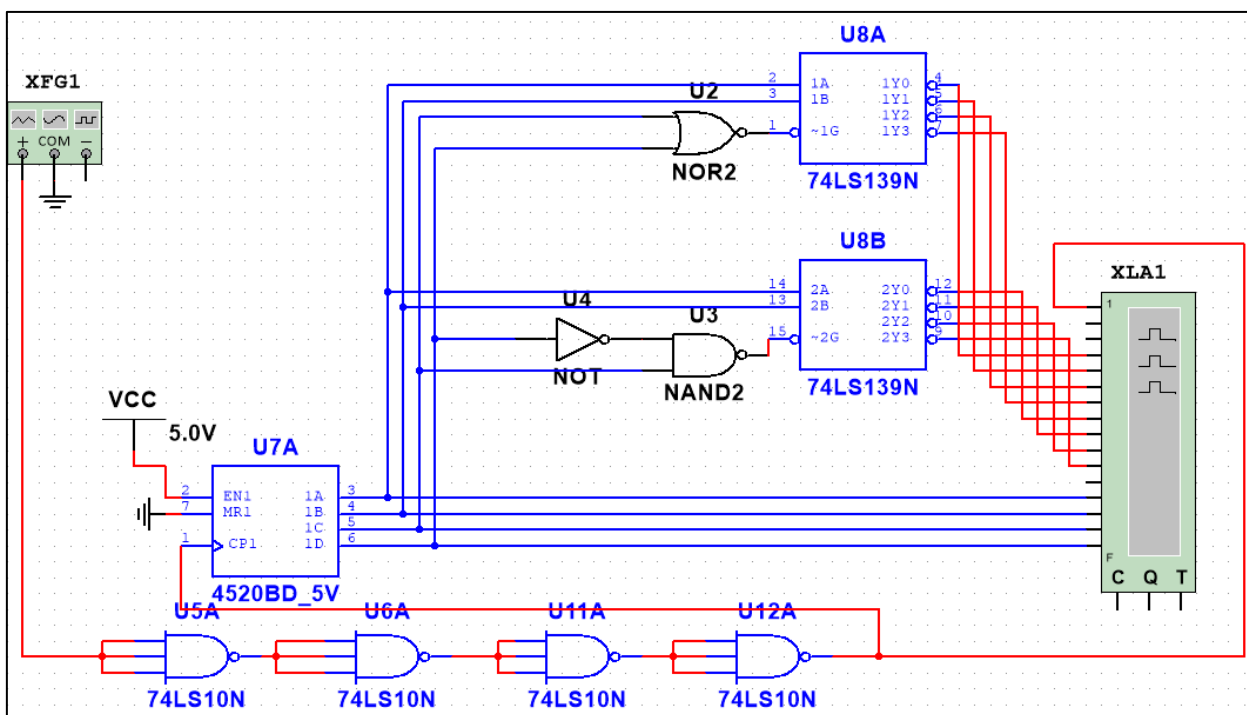 XFG1
+ COM −
U8A
2 1A 1Y0 4
3 1B 1Y1 5
1Y2 6
1 ~1G 1Y3 7
74LS139N
U2
NOR2
U8B
14 2A 2Y0 12
13 2B 2Y1 11
2Y2 10
15 ~2G 2Y3 9
74LS139N
U4
NOT
U3
NAND2
XLA1
1
F
C Q T
VCC
5.0V
U7A
2 EN1 1A 3
7 MR1 1B 4
1C 5
1 CP1 1D 6
4520BD_5V
U5A U6A U11A U12A
74LS10N 74LS10N 74LS10N 74LS10N